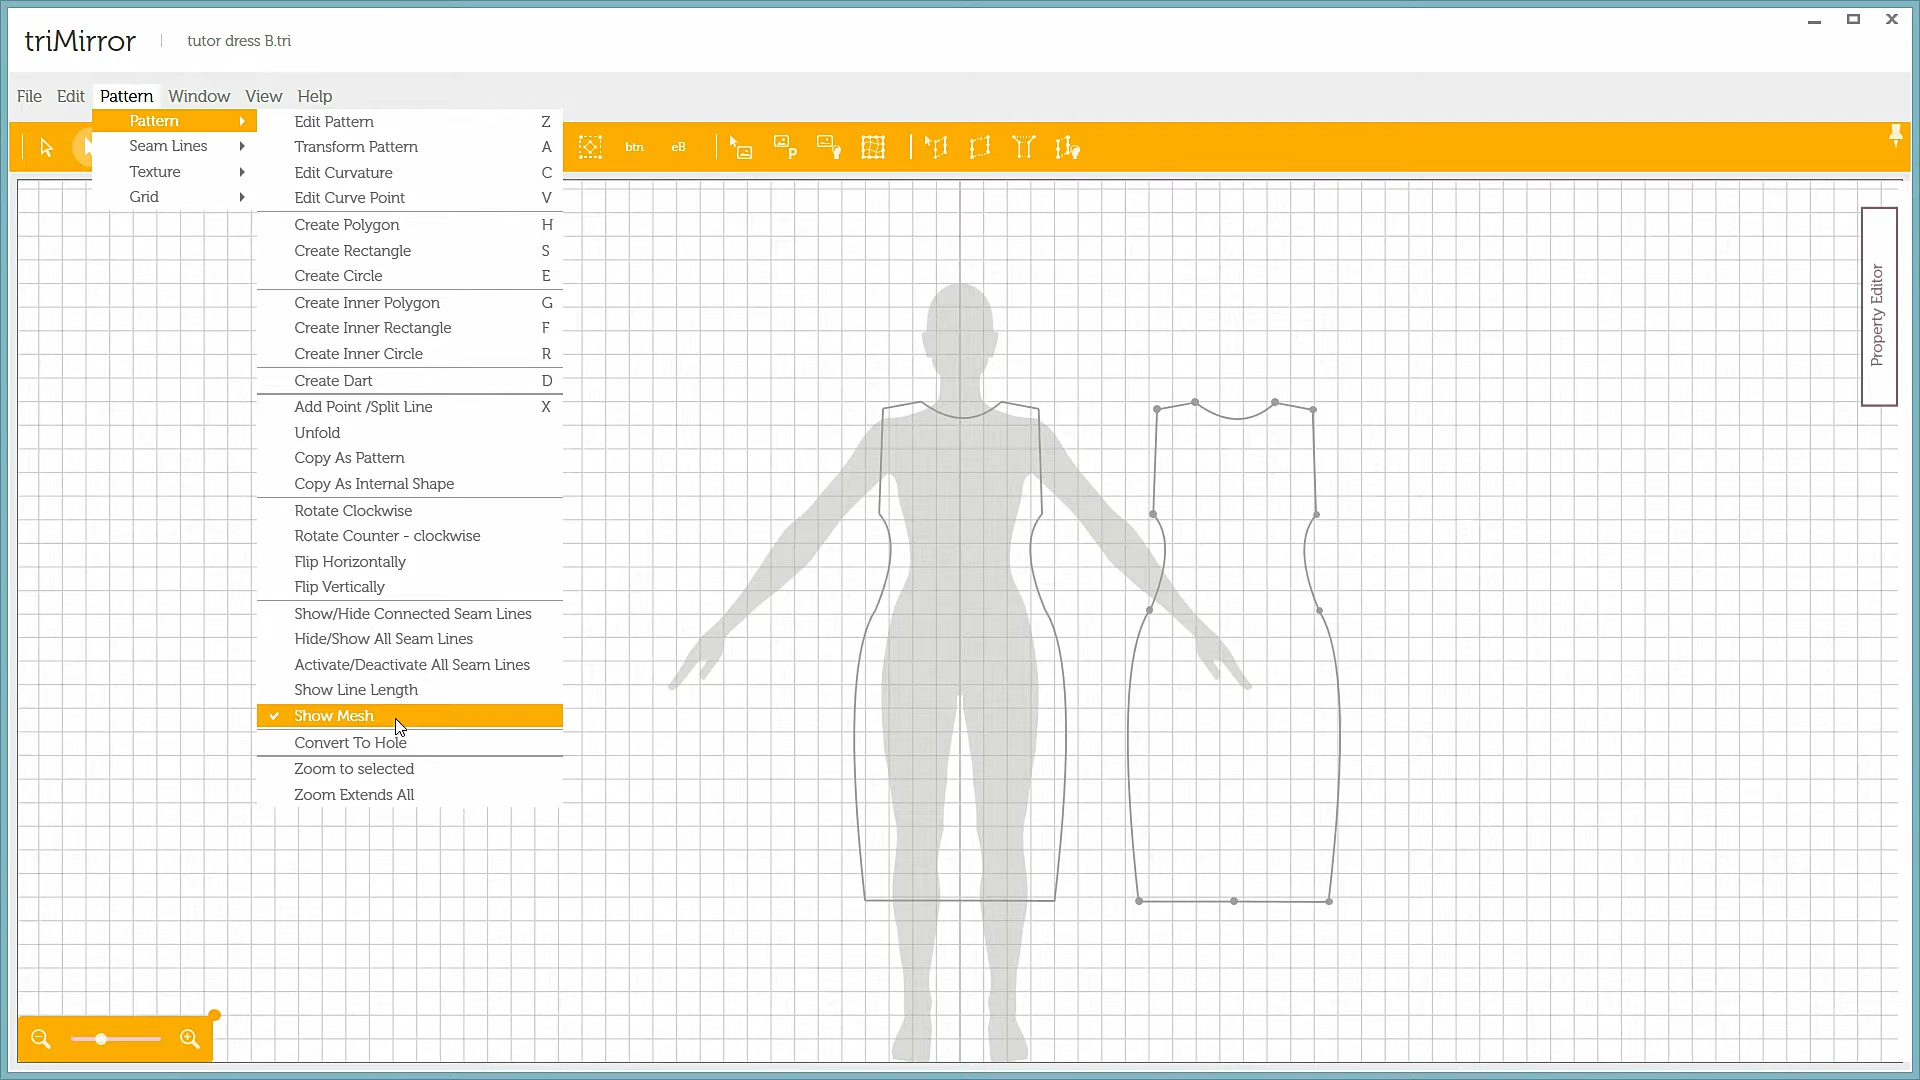 triMirror
tutor dress B.tri
File Edit Pattern Window View Help
Pattern
Seam Lines
Texture
Grid
Edit Pattern Z
Transform Pattern A
Edit Curvature C
Edit Curve Point V
Create Polygon H
Create Rectangle S
Create Circle E
Create Inner Polygon G
Create Inner Rectangle F
Create Inner Circle R
Create Dart D
Add Point /Split Line X
Unfold
Copy As Pattern
Copy As Internal Shape
Rotate Clockwise
Rotate Counter - clockwise
Flip Horizontally
Flip Vertically
Show/Hide Connected Seam Lines
Hide/Show All Seam Lines
Activate/Deactivate All Seam Lines
Show Line Length
Show Mesh
Convert To Hole
Zoom to selected
Zoom Extends All
btn
eB
P
Property Editor